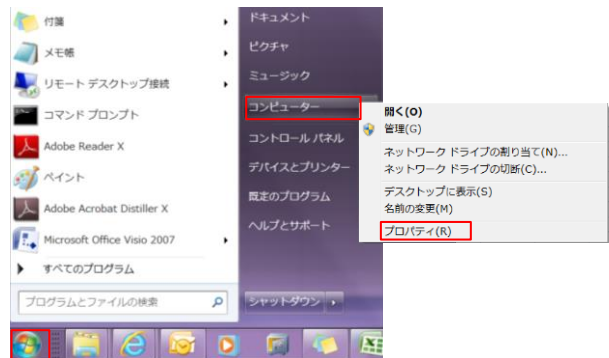 付箋
メモ帳
リモート デスクトップ接続
コマンド プロンプト
Adobe Reader X
ペイント
Adobe Acrobat Distiller X
Microsoft Office Visio 2007
すべてのプログラム
プログラムとファイルの検索
ドキュメント
ピクチャ
ミュージック
コンピューター
コントロール パネル
デバイスとプリンター
既定のプログラム
ヘルプとサポート
シャットダウン
開く(O)
管理(G)
ネットワーク ドライブの割り当て(N)...
ネットワーク ドライブの切断(C)...
デスクトップに表示(S)
名前の変更(M)
プロパティ(R)